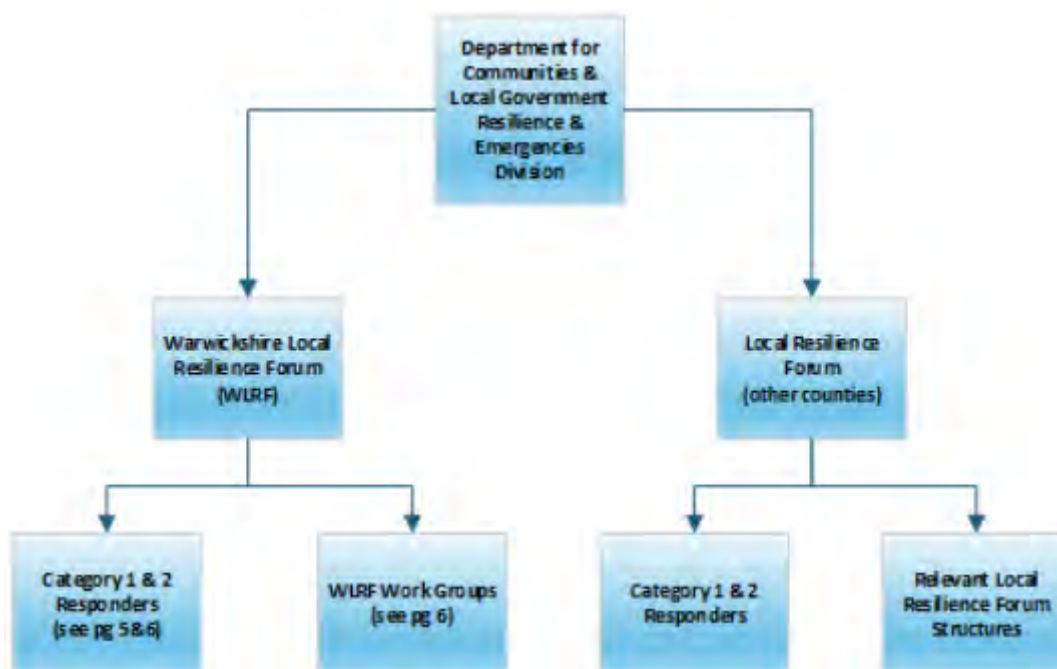 Department for
Communities &
Local Government
Resilience &
Emergencies
Division
Warwickshire Local
Resilience Forum
(WLRF)
Local Resilience
Forum
(other counties)
Category 1 & 2
Responders
(see pg 5&6)
WLRF Work Groups
(see pg 6)
Category 1 & 2
Responders
Relevant Local
Resilience Forum
Structures